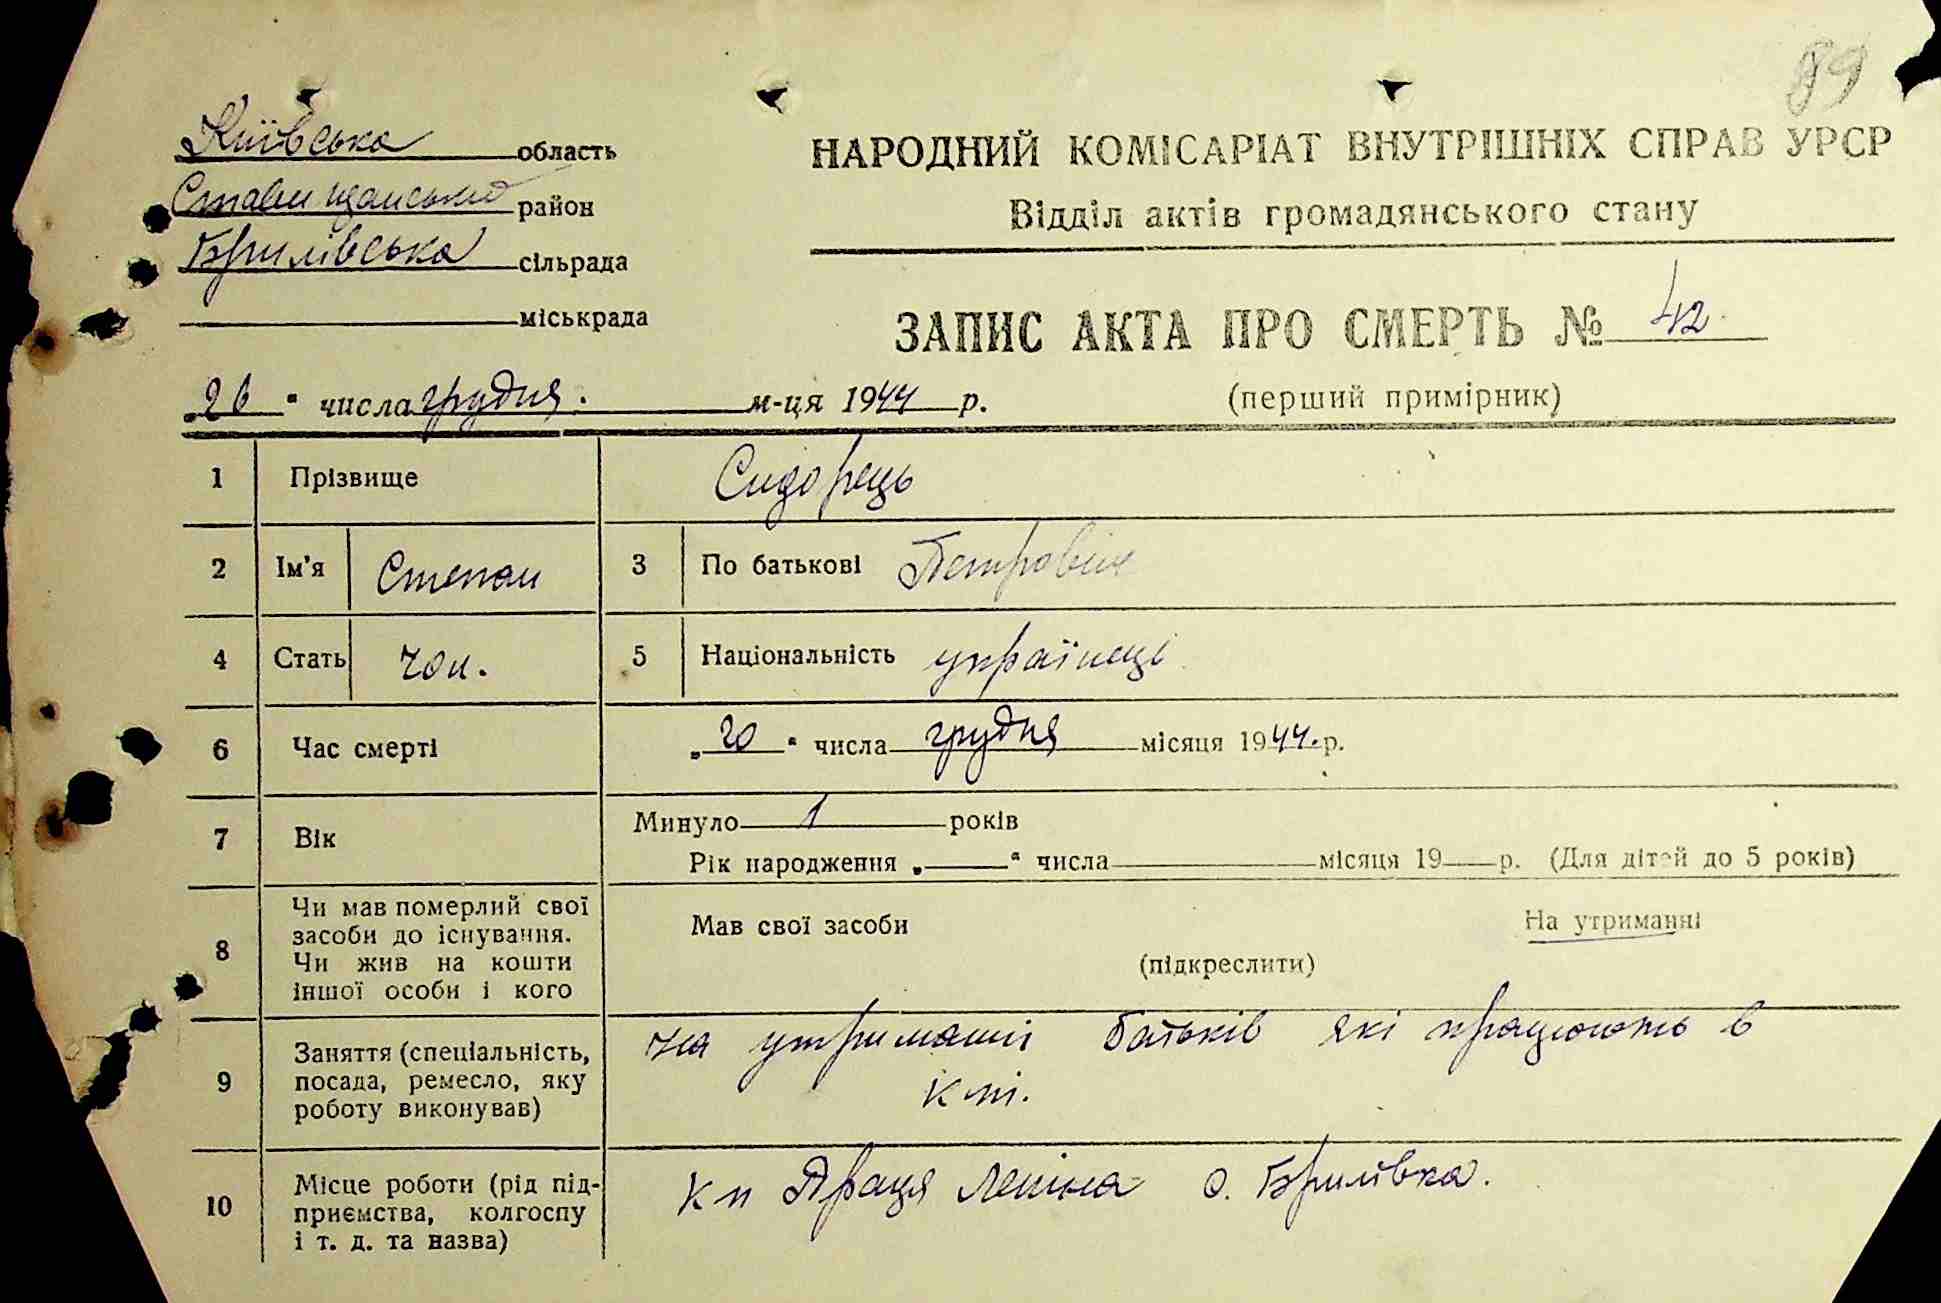 89
Київська область
Ставищанський район
Брилівська сільрада
міськрада
НАРОДНИЙ КОМІСАРІАТ ВНУТРІШНІХ СПРАВ УРСР
Відділ актів громадянського стану
ЗАПИС АКТА ПРО СМЕРТЬ № 42
(перший примірник)
„26“ числа грудня м-ця 1944 р.
1 Прізвище Сидорець
2 Ім'я Степан 3 По батькові Петровіч
4 Стать чол. 5 Національність українець
6 Час смерті „20“ числа грудня місяця 1944 р.
7 Вік Минуло 1 років
Рік народження „ “ числа місяця 19 р. (Для дітей до 5 років)
8 Чи мав померлий свої
засоби до існування.
Чи жив на кошти
іншої особи і кого
Мав свої засоби На утриманні
(підкреслити)
9 Заняття (спеціальність,
посада, ремесло, яку
роботу виконував)
на утриманні батьків які працюють в
10 Місце роботи (рід під-
приємства, колгоспу
і т. д. та назва)
Праця Леніна с. Брилівка.